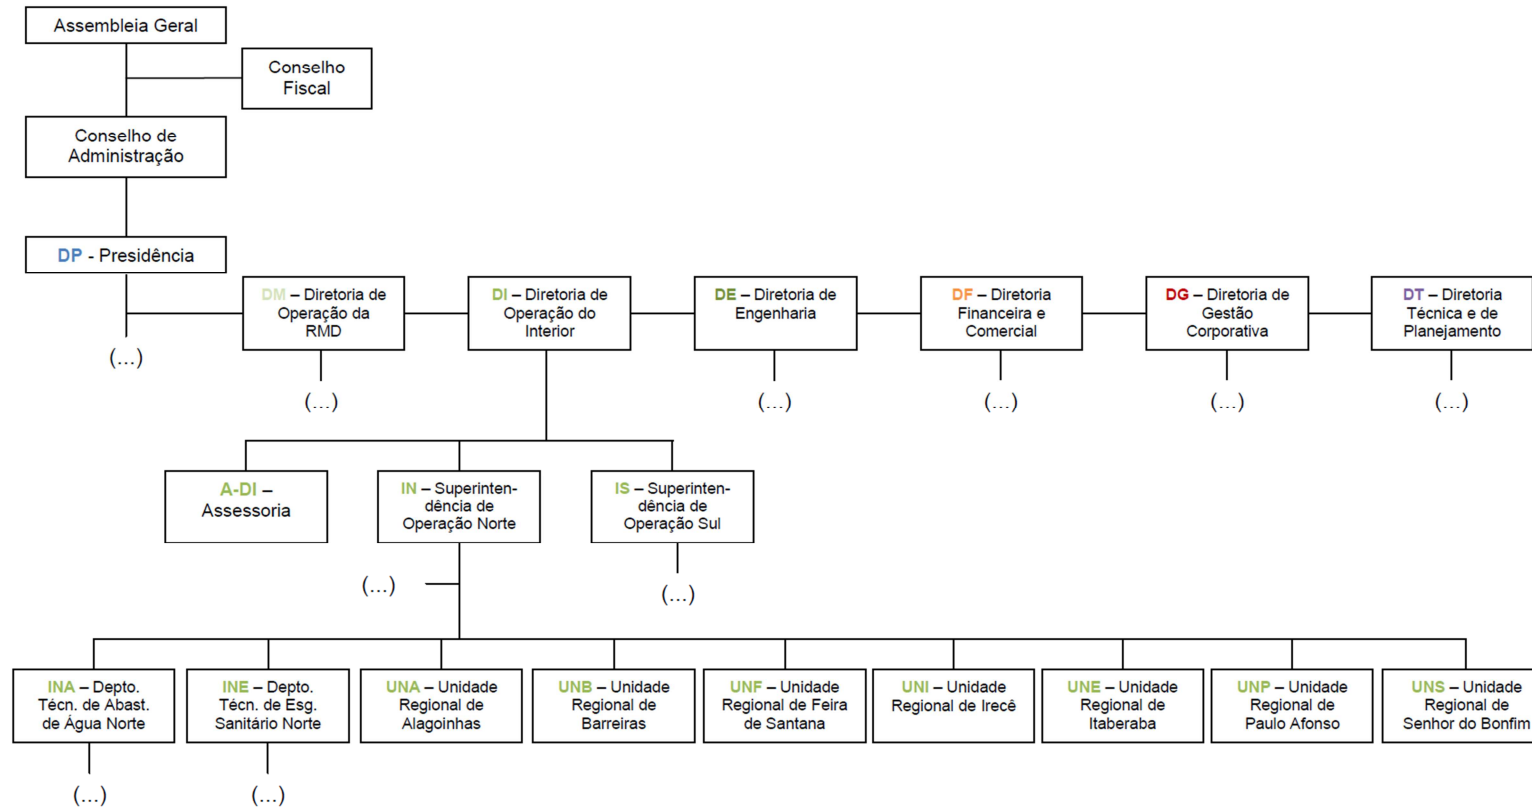 Assembleia Geral
Conselho
Fiscal
Conselho de
Administração
DP - Presidência
(...)
DM – Diretoria de
Operação da
RMD
(...)
DI – Diretoria de
Operação do
Interior
DE – Diretoria de
Engenharia
(...)
DF – Diretoria
Financeira e
Comercial
(...)
DG – Diretoria de
Gestão
Corporativa
(...)
DT – Diretoria
Técnica e de
Planejamento
(...)
A-DI –
Assessoria
IN – Superinten-
dência de
Operação Norte
(...)
IS – Superinten-
dência de
Operação Sul
(...)
INA – Depto.
Técn. de Abast.
de Água Norte
(...)
INE – Depto.
Técn. de Esg.
Sanitário Norte
(...)
UNA – Unidade
Regional de
Alagoinhas
UNB – Unidade
Regional de
Barreiras
UNF – Unidade
Regional de Feira
de Santana
UNI – Unidade
Regional de Irecê
UNE – Unidade
Regional de
Itaberaba
UNP – Unidade
Regional de
Paulo Afonso
UNS – Unidade
Regional de
Senhor do Bonfim